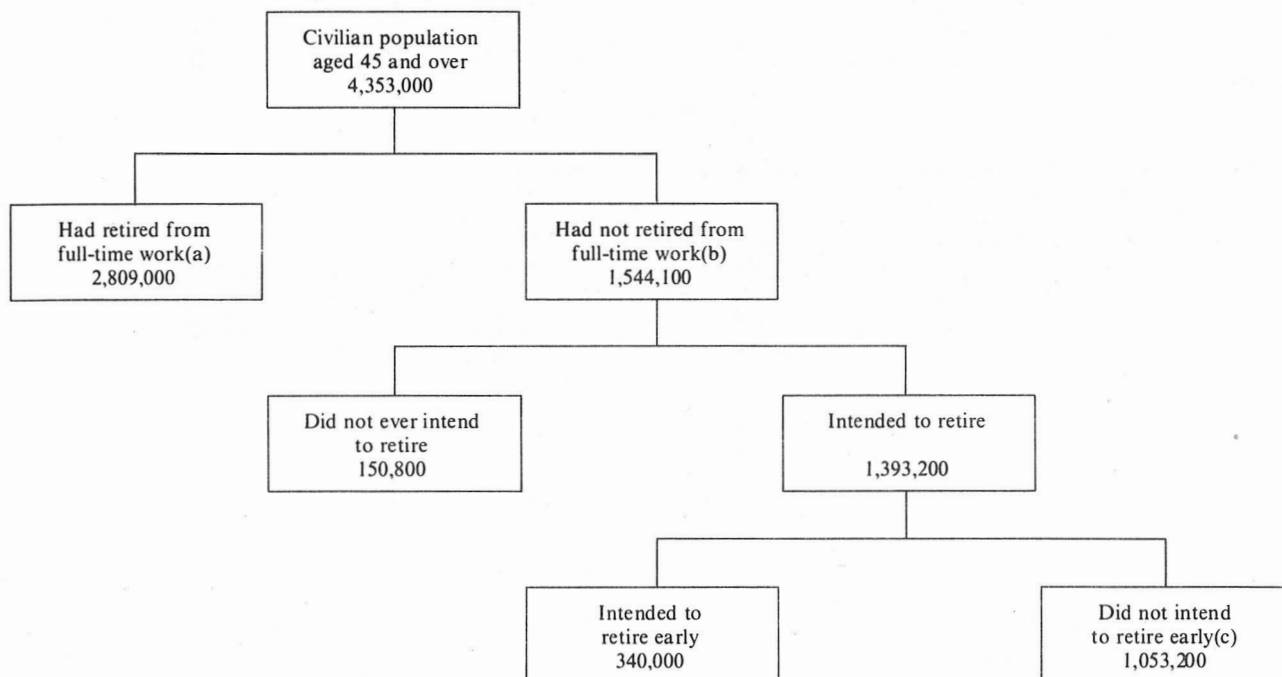 Civilian population
aged 45 and over
4,353,000
Had retired from
full-time work(a)
2,809,000
Had not retired from
full-time work(b)
1,544,100
Did not ever intend
to retire
150,800
Intended to retire
1,393,200
Intended to
retire early
340,000
Did not intend
to retire early(c)
1,053,200